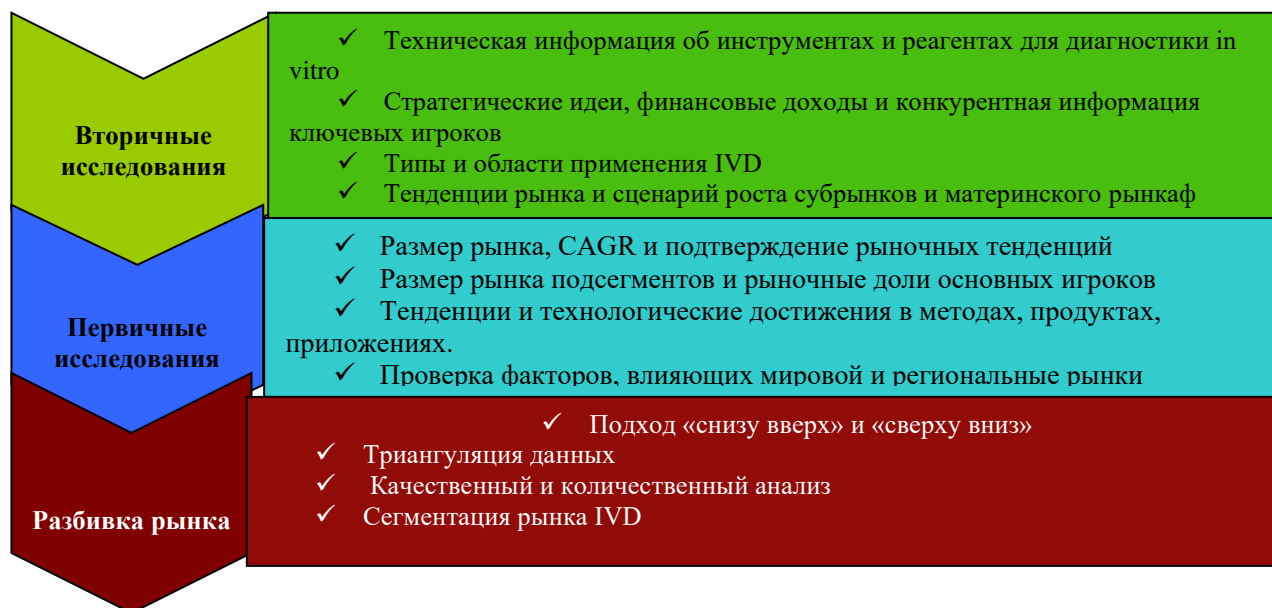 Вторичные
исследования
✓ Техническая информация об инструментах и реагентах для диагностики in
vitro
✓ Стратегические идеи, финансовые доходы и конкурентная информация
ключевых игроков
✓ Типы и области применения IVD
✓ Тенденции рынка и сценарий роста субрынков и материнского рынкаф
Первичные
исследования
✓ Размер рынка, CAGR и подтверждение рыночных тенденций
✓ Размер рынка подсегментов и рыночные доли основных игроков
✓ Тенденции и технологические достижения в методах, продуктах,
приложениях.
✓ Проверка факторов, влияющих мировой и региональные рынки
Разбивка рынка
✓ Подход «снизу вверх» и «сверху вниз»
✓ Триангуляция данных
✓ Качественный и количественный анализ
✓ Сегментация рынка IVD